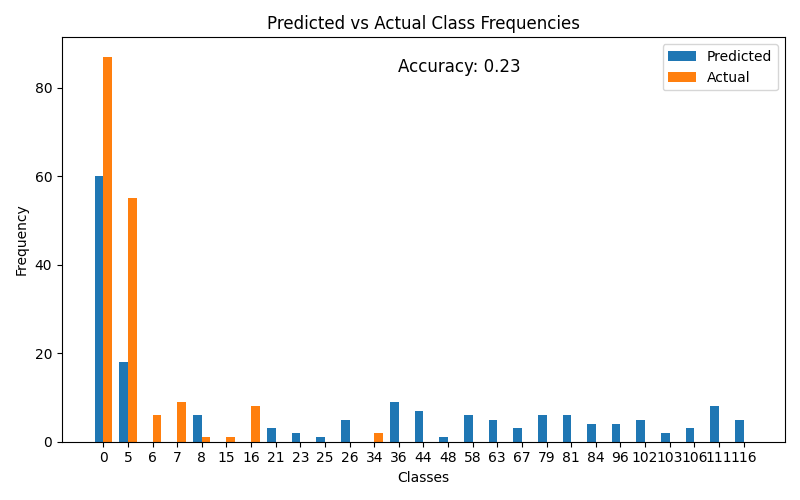 Predicted vs Actual Class Frequencies
Accuracy: 0.23
Predicted
Actual
Frequency
80
60
40
20
0
0 5 6 7 8 15 16 21 23 25 26 34 36 44 48 58 63 67 79 81 84 96 102 103 106 111 116
Classes